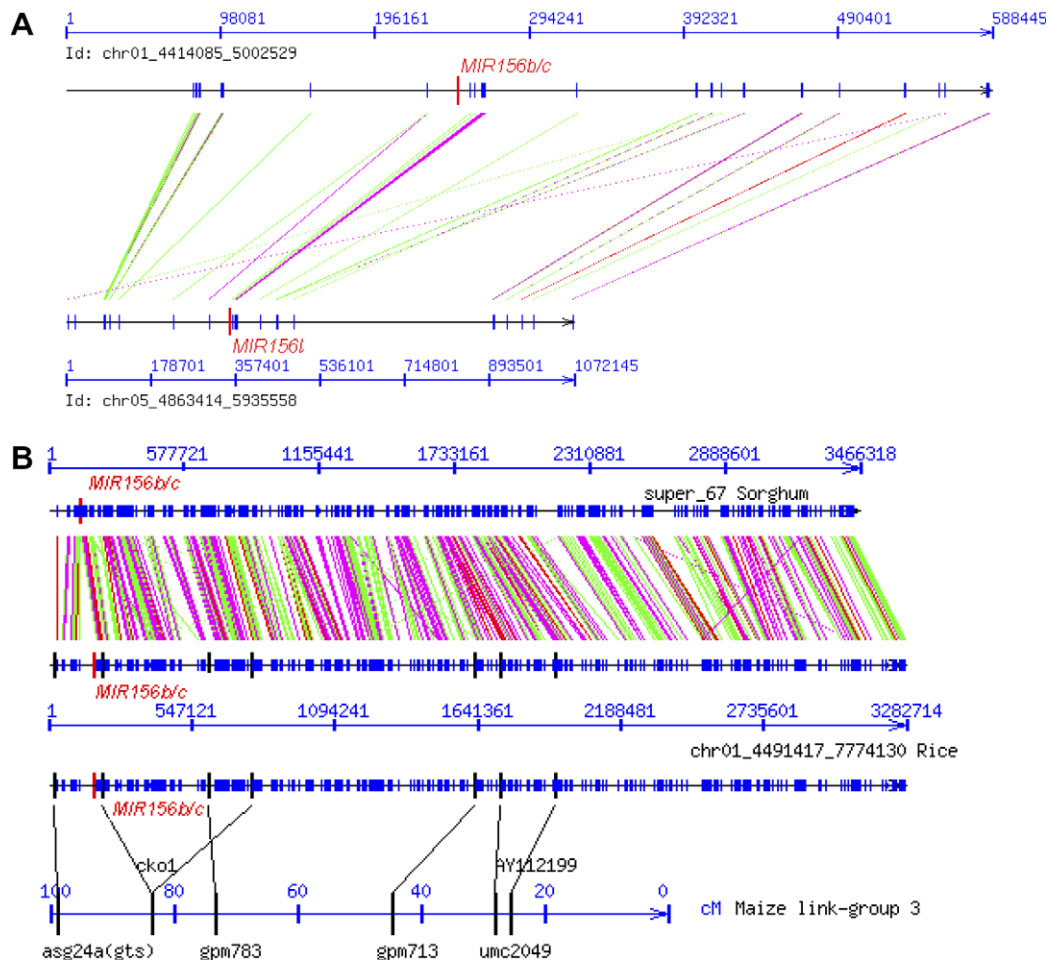 A
1 98081 196161 294241 392321 490401 588445
Id: chr01_4414085_5002529
MIR156b/c
MIR156l
1 178701 357401 536101 714801 893501 1072145
Id: chr05_4863414_5935558
B
1 577721 1155441 1733161 2310881 2888601 3466318
MIR156b/c
super_67 Sorghum
MIR156b/c
1 547121 1094241 1641361 2188481 2735601 3282714
chr01_4491417_7774130 Rice
MIR156b/c
cko1 AY112199
100 80 60 40 20 0
cM Maize link-group 3
asg24a(gts) gpm783 gpm713 umc2049